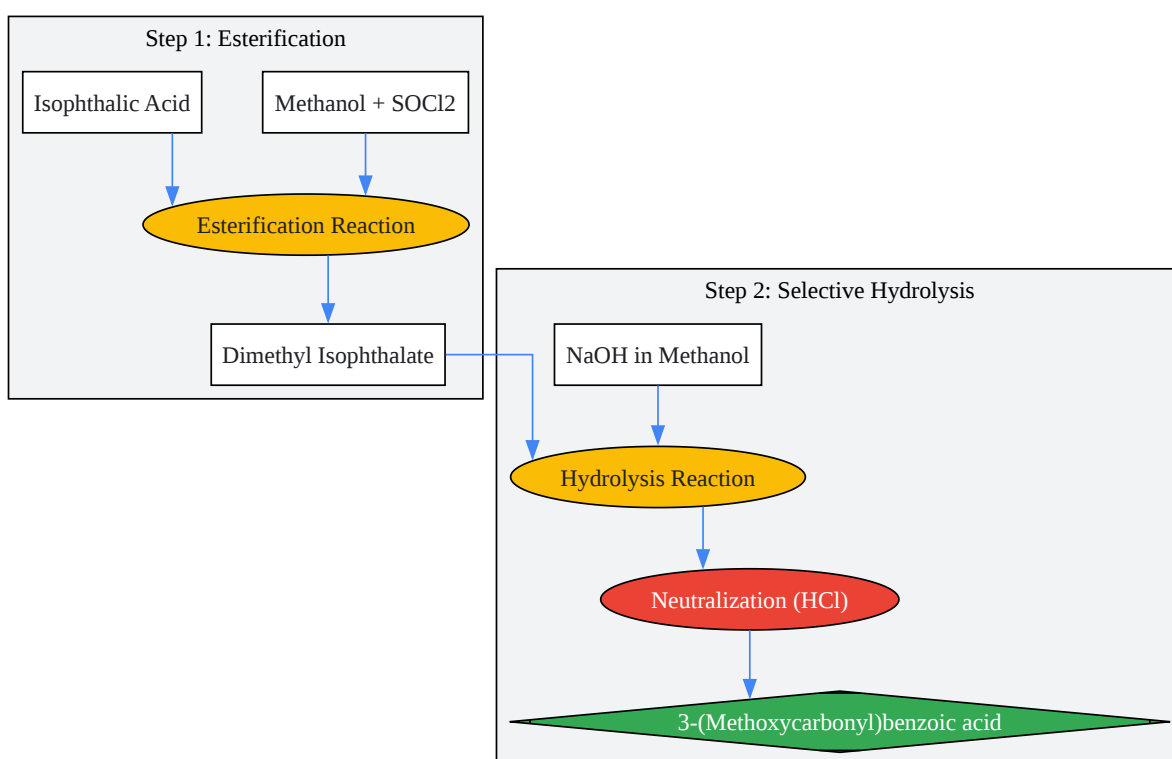 Step 1: Esterification
Isophthalic Acid
Methanol + SOCl2
Esterification Reaction
Dimethyl Isophthalate
Step 2: Selective Hydrolysis
NaOH in Methanol
Hydrolysis Reaction
Neutralization (HCl)
3-(Methoxycarbonyl)benzoic acid